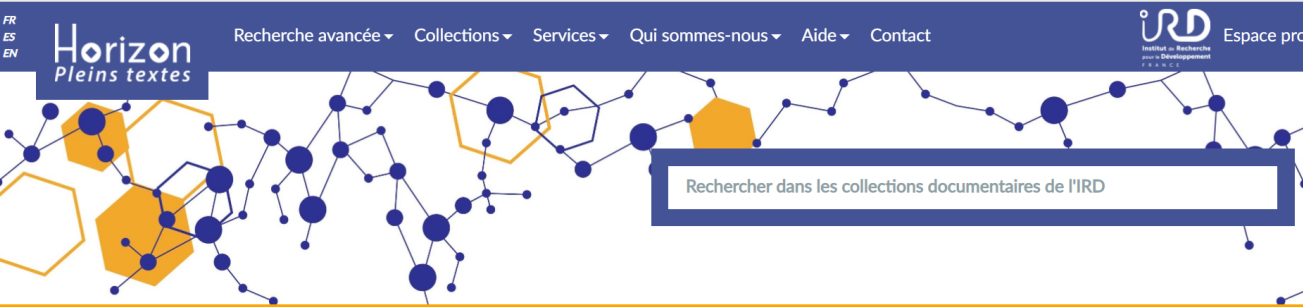 FR
ES
EN
Horizon
Pleins textes
Recherche avancée
Collections
Services
Qui sommes-nous
Aide
Contact
IRD
Institut de Recherche
pour le Développement
FRANCE
Espace pro
Rechercher dans les collections documentaires de l'IRD